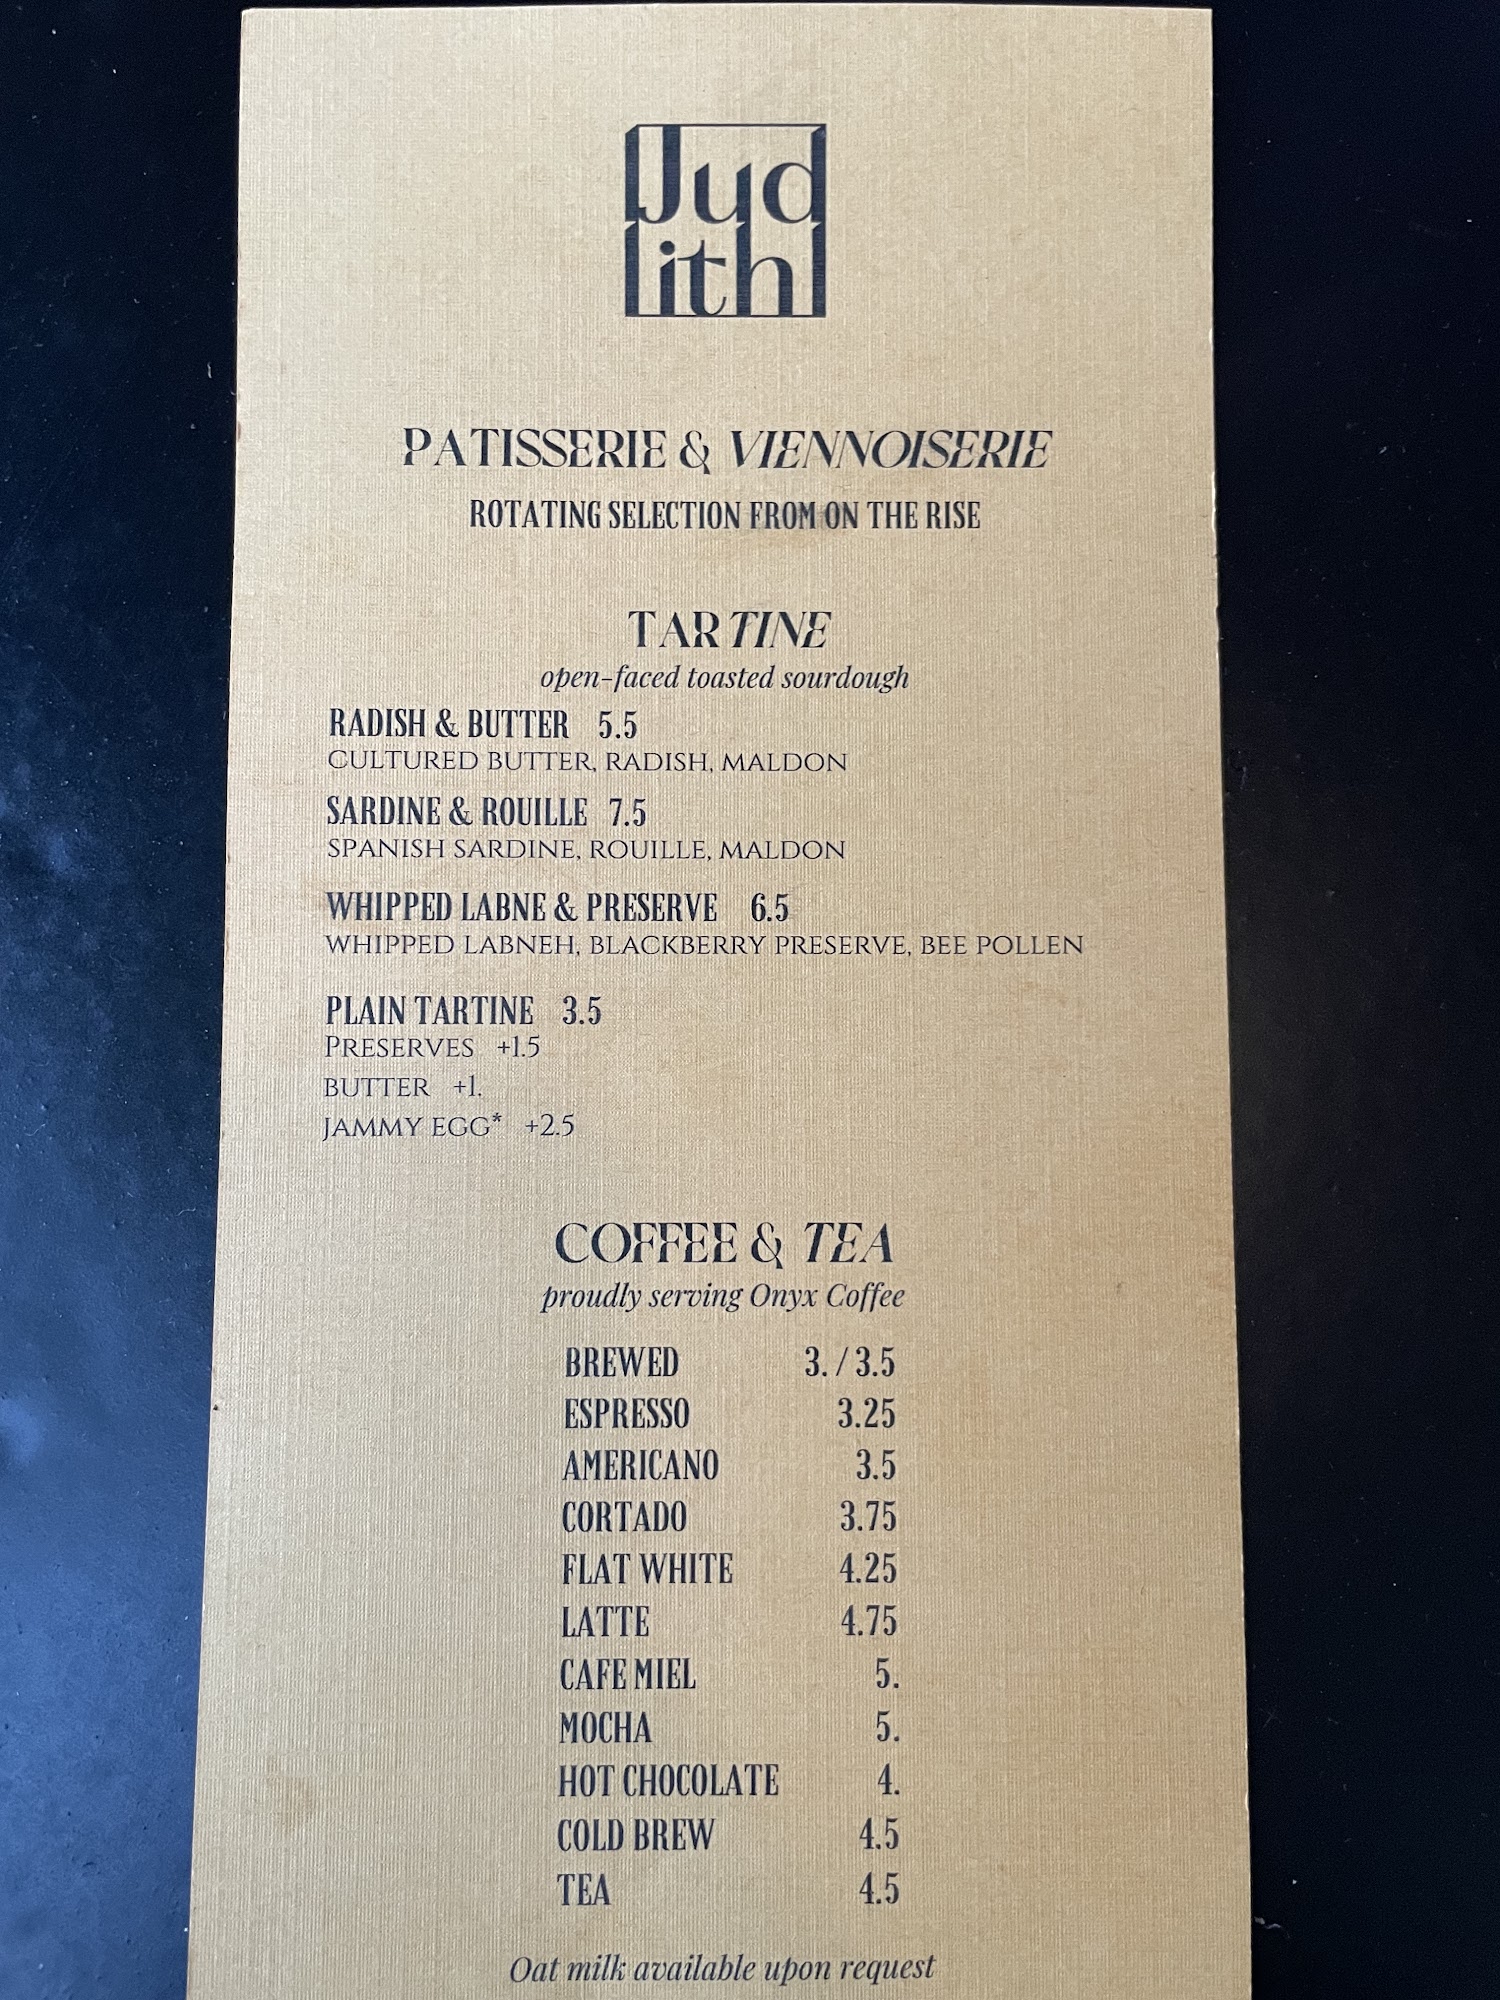 Jud
ith
PATISSERIE & VIENNOISERIE
ROTATING SELECTION FROM ON THE RISE
TARTINE
open-faced toasted sourdough
RADISH & BUTTER 5.5
CULTURED BUTTER, RADISH, MALDON
SARDINE & ROUILLE 7.5
SPANISH SARDINE, ROUILLE, MALDON
WHIPPED LABNE & PRESERVE 6.5
WHIPPED LABNEH, BLACKBERRY PRESERVE, BEE POLLEN
PLAIN TARTINE 3.5
PRESERVES +1.5
BUTTER +1.
JAMMY EGG* +2.5
COFFEE & TEA
proudly serving Onyx Coffee
BREWED 3. / 3.5
ESPRESSO 3.25
AMERICANO 3.5
CORTADO 3.75
FLAT WHITE 4.25
LATTE 4.75
CAFE MIEL 5.
MOCHA 5.
HOT CHOCOLATE 4.
COLD BREW 4.5
TEA 4.5
Oat milk available upon request